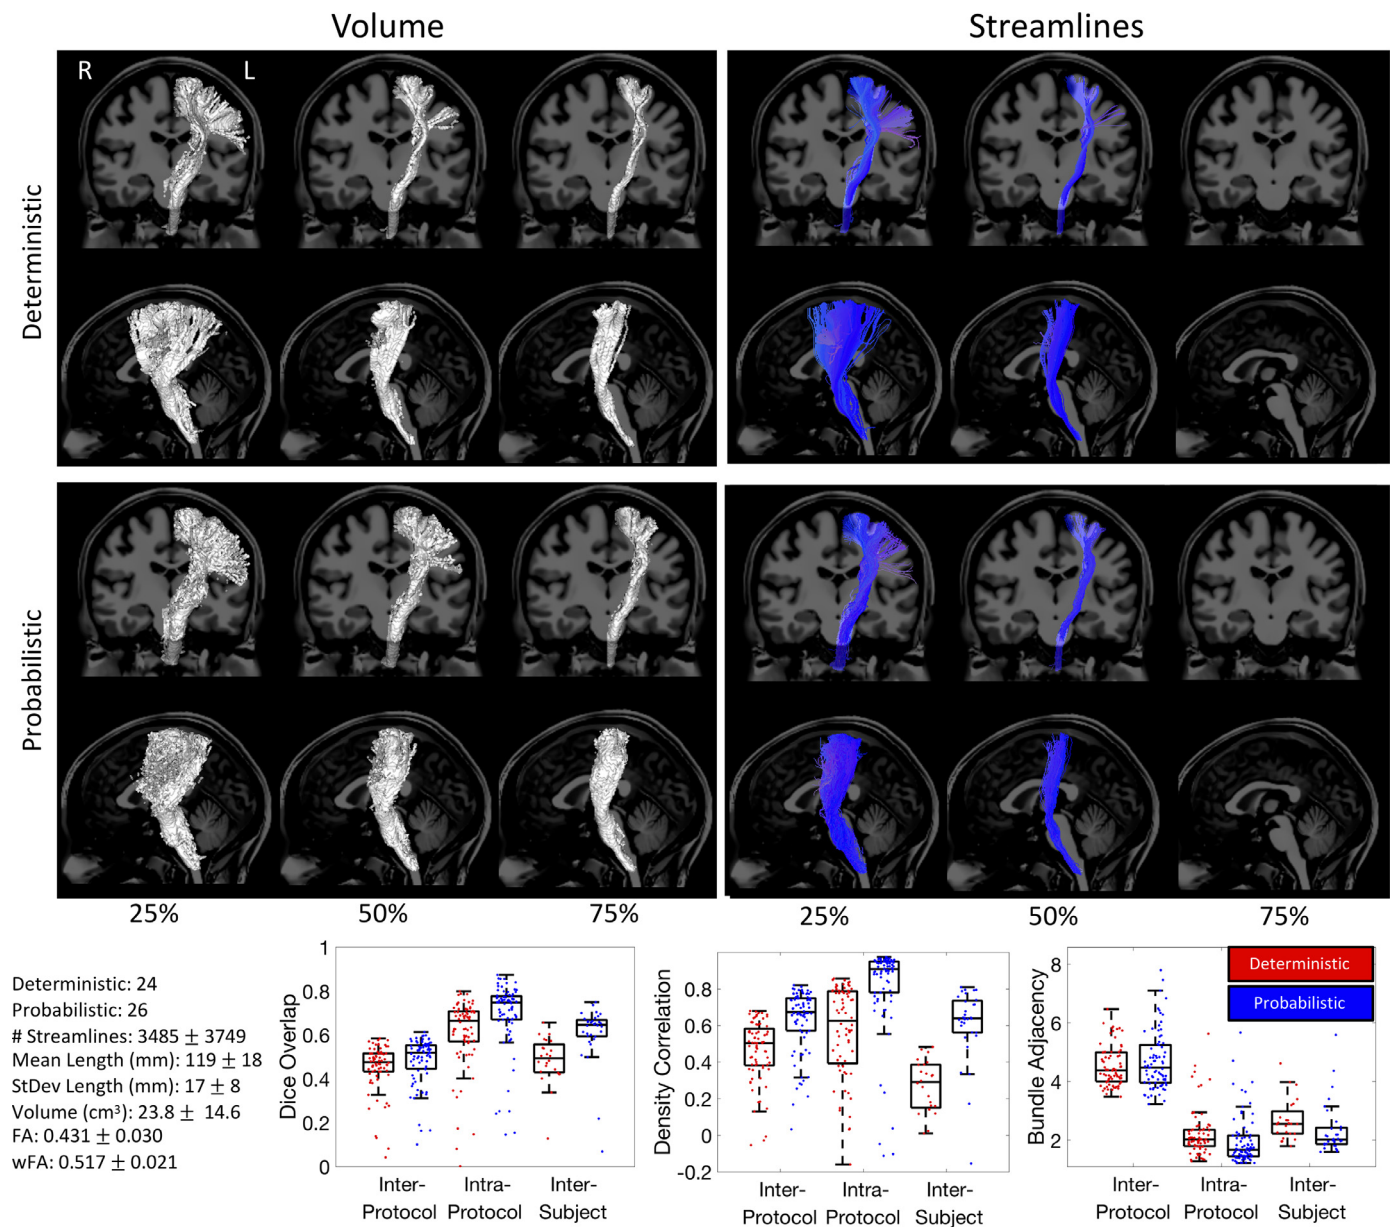 Volume
Streamlines
R
L
Deterministic
Probabilistic
25%
50%
75%
25%
50%
75%
Deterministic: 24
Probabilistic: 26
# Streamlines: 3485 ± 3749
Mean Length (mm): 119 ± 18
StDev Length (mm): 17 ± 8
Volume (cm³): 23.8 ± 14.6
FA: 0.431 ± 0.030
wFA: 0.517 ± 0.021
Dice Overlap
1
0.8
0.6
0.4
0.2
0
Inter-
Protocol
Intra-
Protocol
Inter-
Subject
Density Correlation
0.8
0.6
0.4
0.2
0
-0.2
Inter-
Protocol
Intra-
Protocol
Inter-
Subject
Bundle Adjacency
8
6
4
2
Deterministic
Probabilistic
Inter-
Protocol
Intra-
Protocol
Inter-
Subject